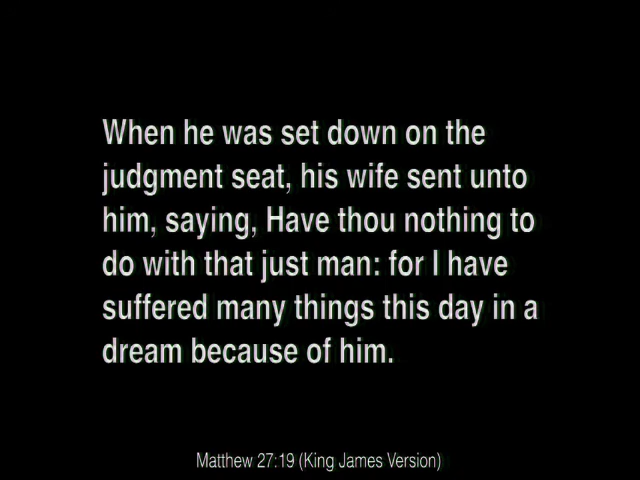 When he was set down on the
judgment seat, his wife sent unto
him, saying, Have thou nothing to
do with that just man: for I have
suffered many things this day in a
dream because of him.
Matthew 27:19 (King James Version)